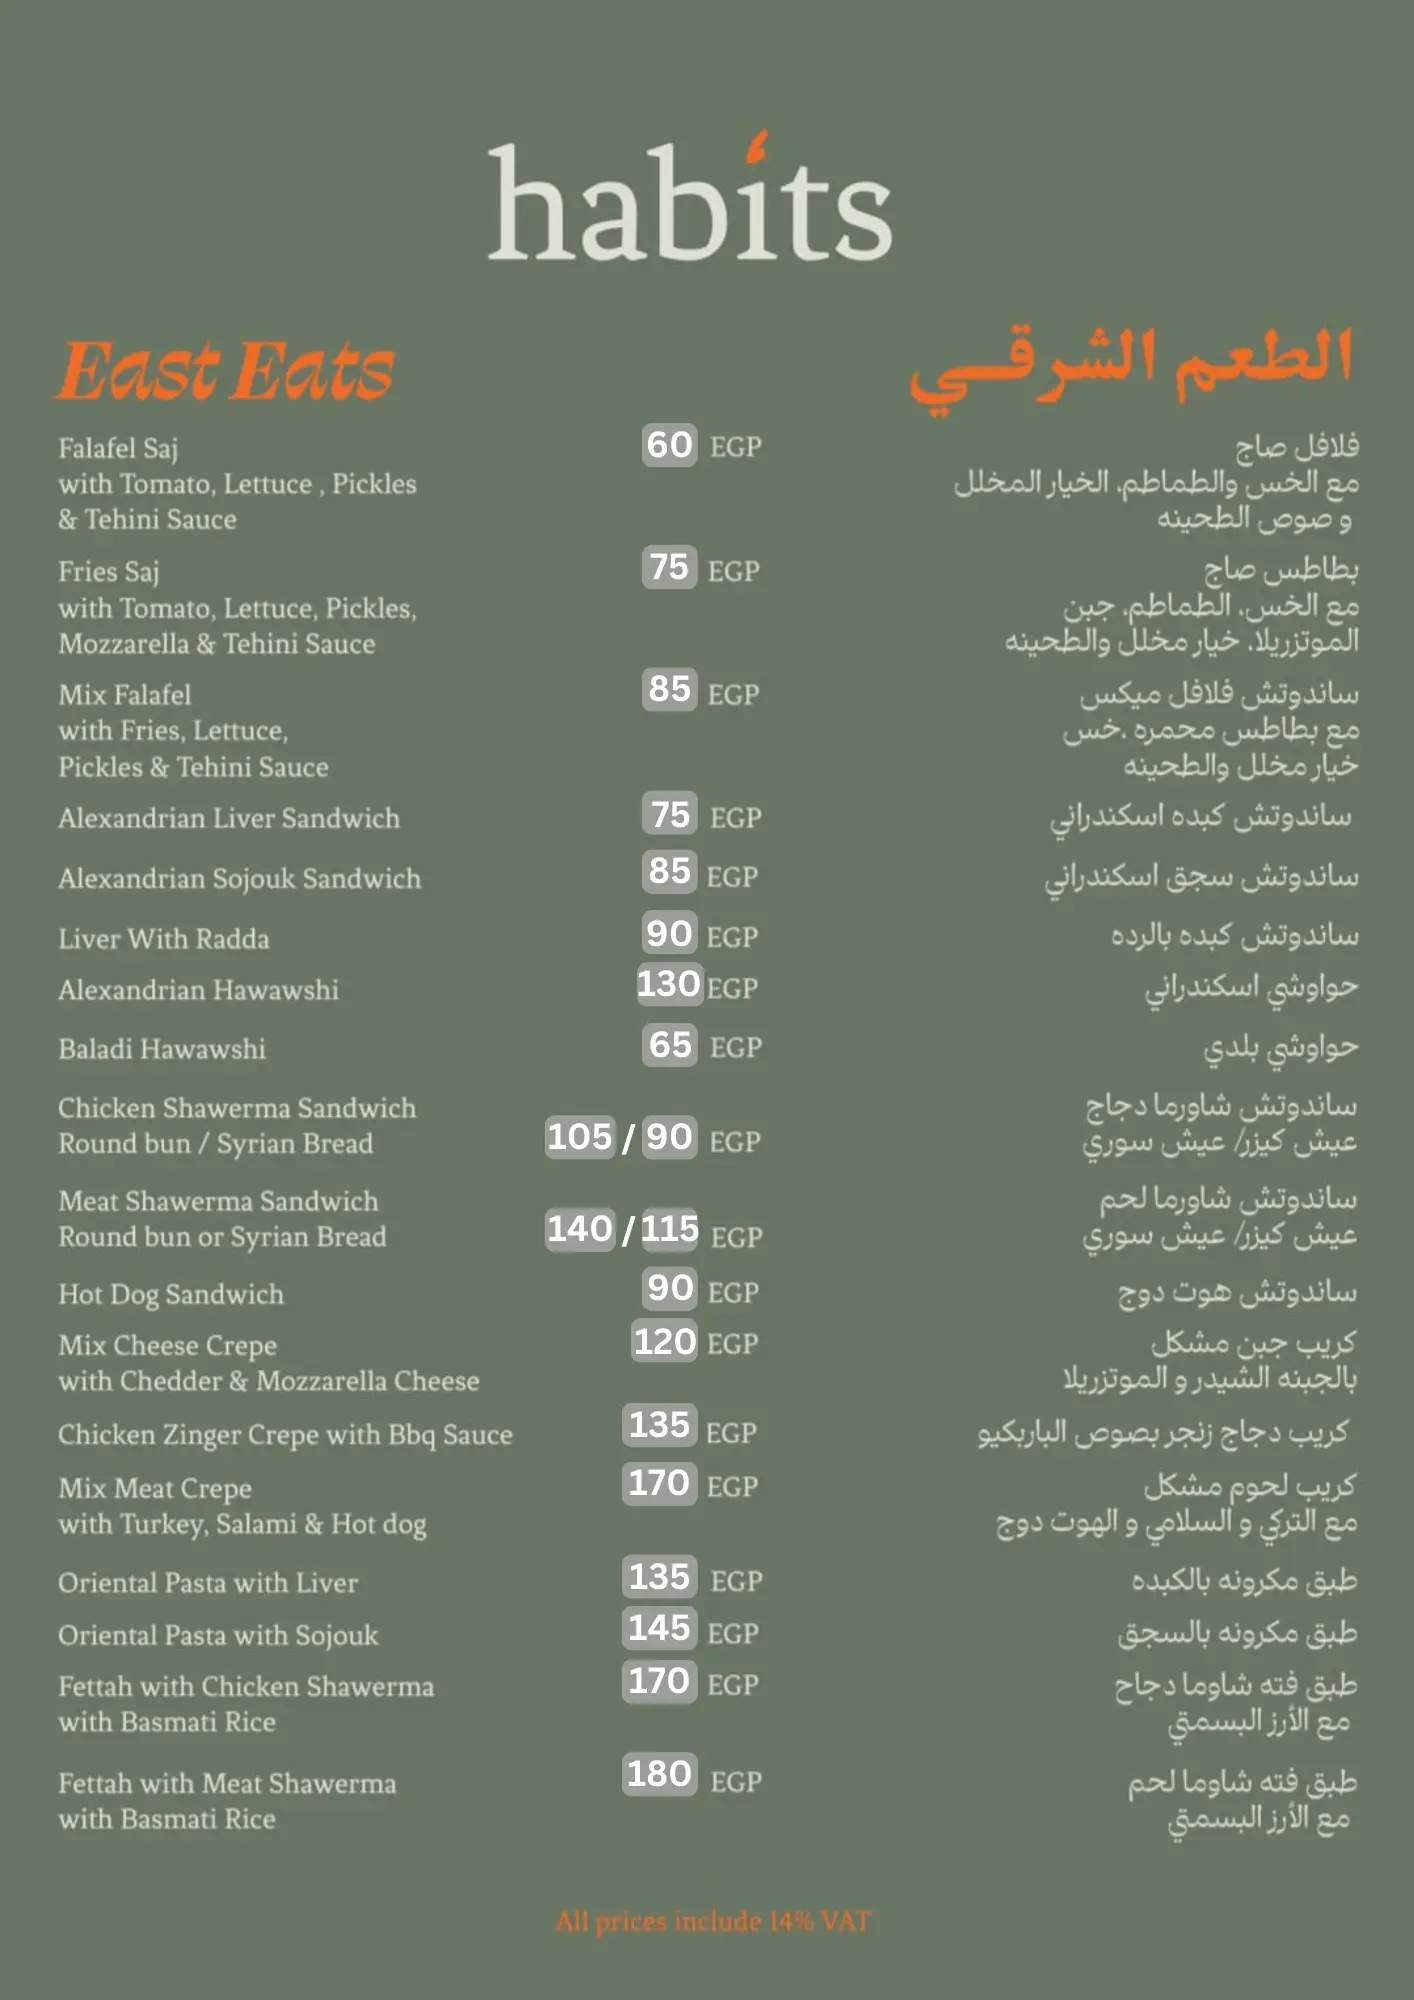 habits
East Eats
الطعم الشرقي
Falafel Saj 60 EGP فلافل صاج
with Tomato, Lettuce , Pickles مع الخس والطماطم، الخيار المخلل
& Tehini Sauce و صوص الطحينه
Fries Saj 75 EGP بطاطس صاج
with Tomato, Lettuce, Pickles, مع الخس، الطماطم، جبن
Mozzarella & Tehini Sauce الموتزريلا، خيار مخلل والطحينه
Mix Falafel 85 EGP ساندوتش فلافل ميكس
with Fries, Lettuce, مع بطاطس محمره ،خس
Pickles & Tehini Sauce خيار مخلل والطحينه
Alexandrian Liver Sandwich 75 EGP ساندوتش كبده اسكندراني
Alexandrian Sojouk Sandwich 85 EGP ساندوتش سجق اسكندراني
Liver With Radda 90 EGP ساندوتش كبده بالرده
Alexandrian Hawawshi 130 EGP حواوشي اسكندراني
Baladi Hawawshi 65 EGP حواوشي بلدي
Chicken Shawerma Sandwich ساندوتش شاورما دجاج
Round bun / Syrian Bread 105 / 90 EGP عيش كيزر/ عيش سوري
Meat Shawerma Sandwich ساندوتش شاورما لحم
Round bun or Syrian Bread 140 / 115 EGP عيش كيزر/ عيش سوري
Hot Dog Sandwich 90 EGP ساندوتش هوت دوج
Mix Cheese Crepe 120 EGP كريب جبن مشكل
with Chedder & Mozzarella Cheese بالجبنه الشيدر و الموتزريلا
Chicken Zinger Crepe with Bbq Sauce 135 EGP كريب دجاج زنجر بصوص الباربكيو
Mix Meat Crepe 170 EGP كريب لحوم مشكل
with Turkey, Salami & Hot dog مع التركي و السلامي و الهوت دوج
Oriental Pasta with Liver 135 EGP طبق مكرونه بالكبده
Oriental Pasta with Sojouk 145 EGP طبق مكرونه بالسجق
Fettah with Chicken Shawerma 170 EGP طبق فته شاوما دجاح
with Basmati Rice مع الأرز البسمتي
Fettah with Meat Shawerma 180 EGP طبق فته شاوما لحم
with Basmati Rice مع الأرز البسمتي
All prices include 14% VAT